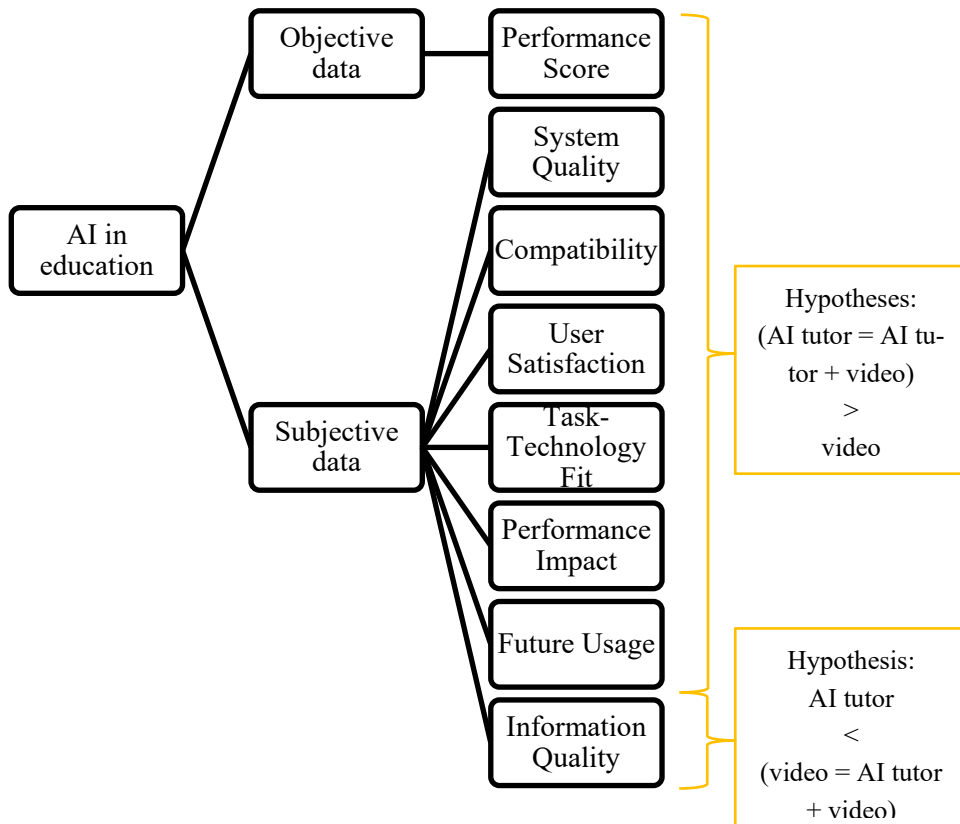 Objective
data
Performance
Score
System
Quality
AI in
education
Compatibility
User
Satisfaction
Subjective
data
Task-
Technology
Fit
Performance
Impact
Future Usage
Information
Quality
Hypotheses:
(AI tutor = AI tu-
tor + video)
>
video
Hypothesis:
AI tutor
<
(video = AI tutor
+ video)